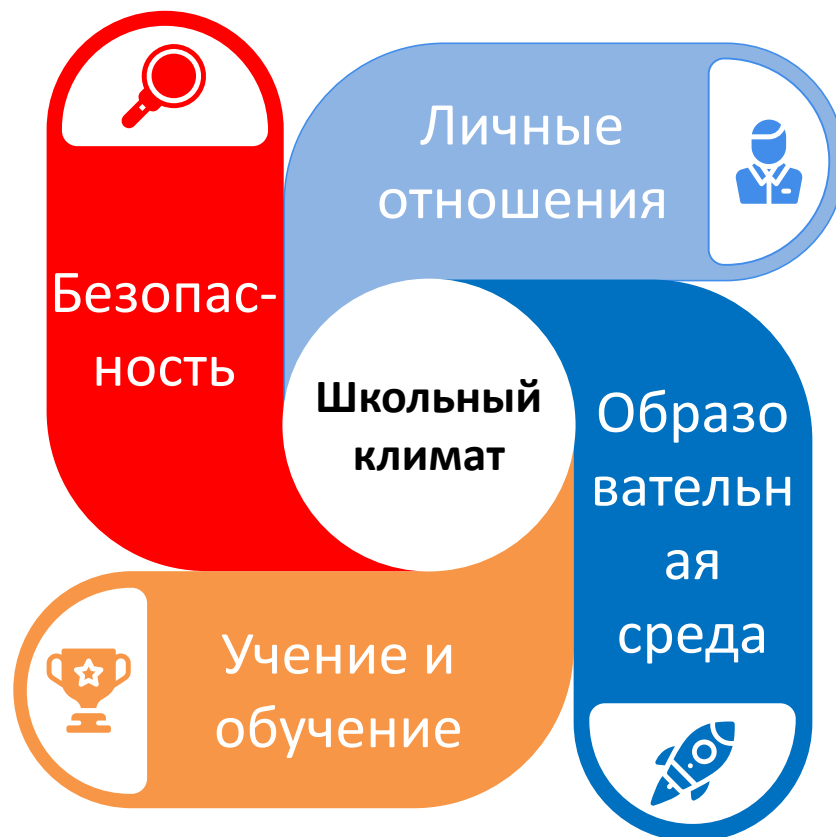 Личные
отношения
Безопас-
ность
Школьный
климат
Образо
вательн
ая
среда
Учение и
обучение